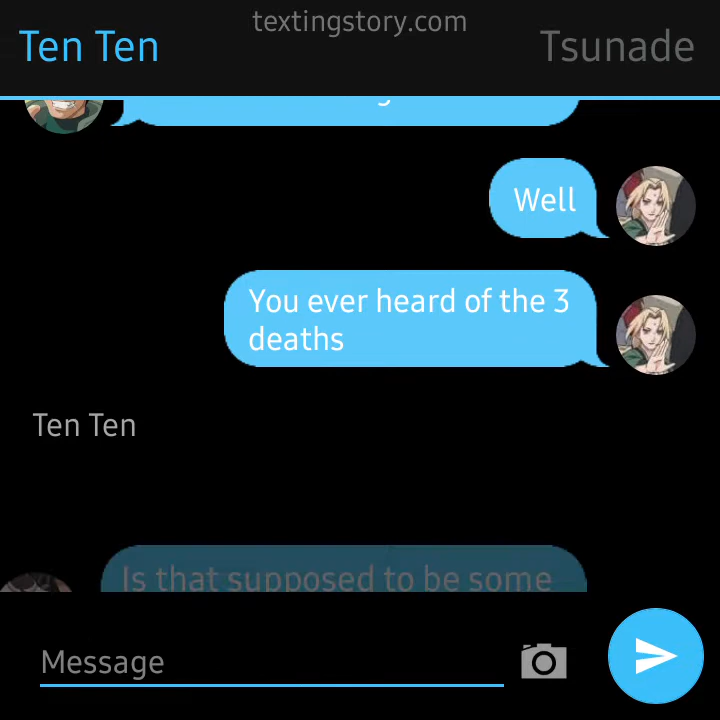 textingstory.com
Ten Ten
Tsunade
Well
You ever heard of the 3
deaths
Ten Ten
Is that supposed to be some
Message